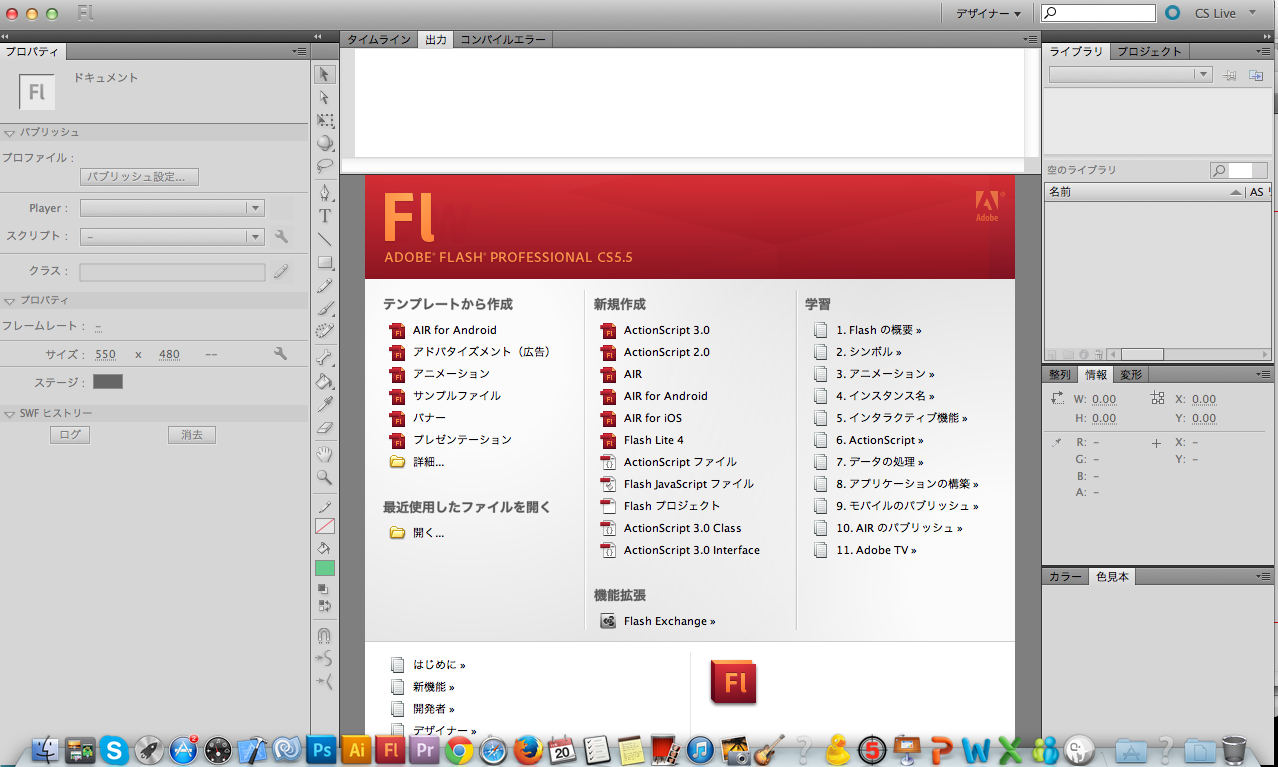 Fl
デザイナー
CS Live
プロパティ
Fl
ドキュメント
パブリッシュ
プロファイル :
パブリッシュ設定...
Player :
スクリプト : –
クラス :
プロパティ
フレームレート : –
サイズ : 550 x 480 --
ステージ :
SWF ヒストリー
ログ
消去
T
タイムライン
出力
コンパイルエラー
Fl
Adobe
ADOBE® FLASH® PROFESSIONAL CS5.5
テンプレートから作成
AIR for Android
アドバタイズメント（広告）
アニメーション
サンプルファイル
バナー
プレゼンテーション
詳細...
最近使用したファイルを開く
開く...
新規作成
ActionScript 3.0
ActionScript 2.0
AIR
AIR for Android
AIR for iOS
Flash Lite 4
ActionScript ファイル
Flash JavaScript ファイル
Flash プロジェクト
ActionScript 3.0 Class
ActionScript 3.0 Interface
機能拡張
Flash Exchange »
学習
1. Flash の概要 »
2. シンボル »
3. アニメーション »
4. インスタンス名 »
5. インタラクティブ機能 »
6. ActionScript »
7. データの処理 »
8. アプリケーションの構築 »
9. モバイルのパブリッシュ »
10. AIR のパブリッシュ »
11. Adobe TV »
はじめに »
新機能 »
開発者 »
デザイナー »
Fl
ライブラリ
プロジェクト
空のライブラリ
名前
AS
整列
情報
変形
W: 0.00 X: 0.00
H: 0.00 Y: 0.00
R: – X: –
G: – Y: –
B: –
A: –
カラー
色見本
2
Ps
Ai
Fl
Pr
20
5